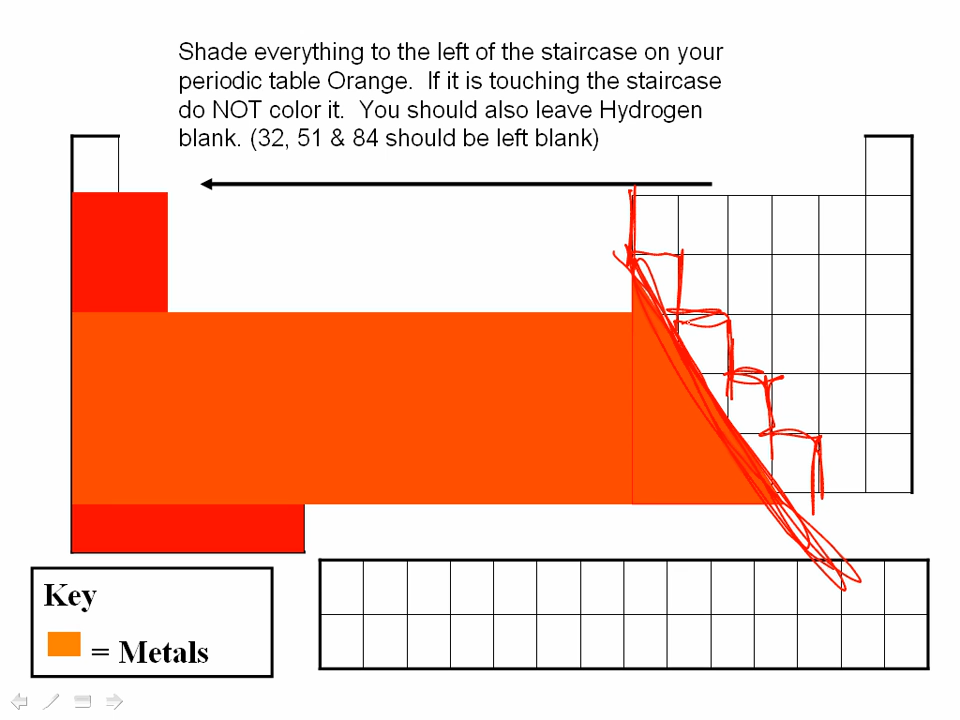 Shade everything to the left of the staircase on your
periodic table Orange.  If it is touching the staircase
do NOT color it.  You should also leave Hydrogen
blank. (32, 51 & 84 should be left blank)
Key
= Metals